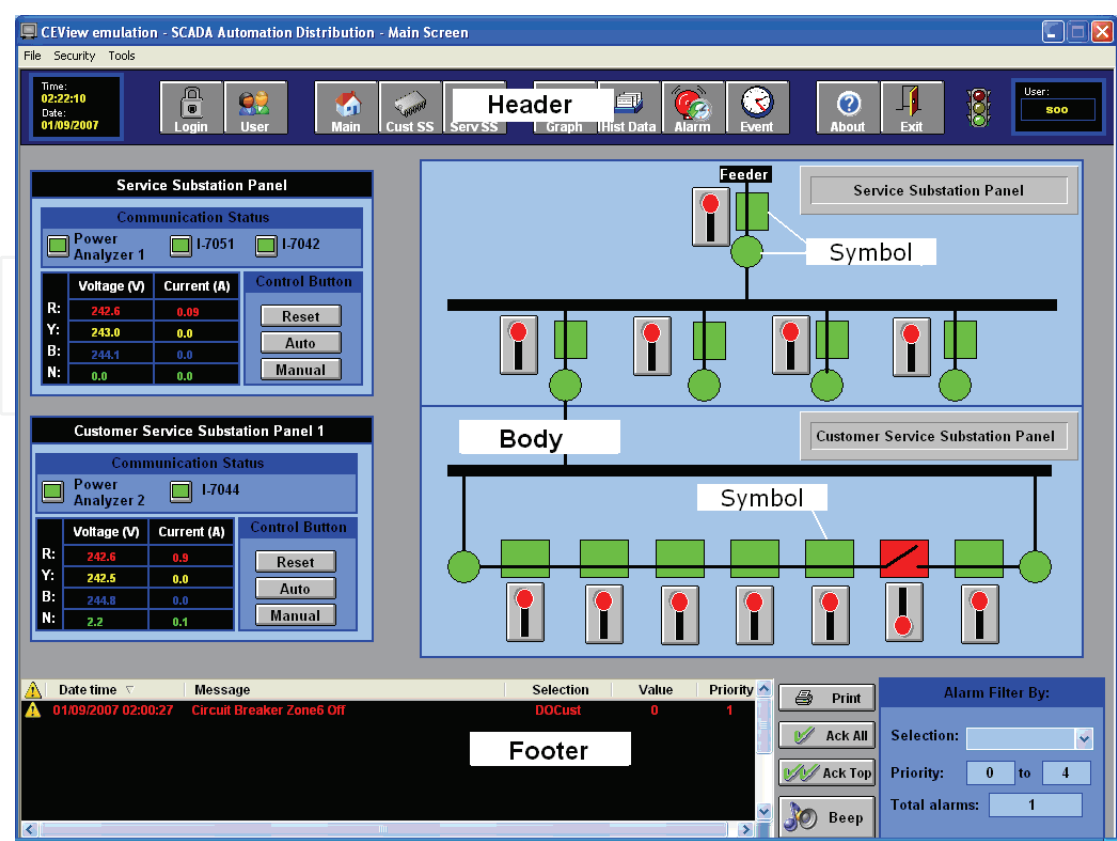 CEView emulation - SCADA Automation Distribution - Main Screen
File Security Tools
Time:
02:22:10
Date:
01/09/2007
Login
User
Main
Cust SS
Serv SS
Header
Graph
Hist Data
Alarm
Event
About
Exit
User:
soo
Service Substation Panel
Communication Status
Power Analyzer 1
I-7051
I-7042
Voltage (V) Current (A)
R: 242.6 0.09
Y: 243.0 0.0
B: 244.1 0.0
N: 0.0 0.0
Control Button
Reset
Auto
Manual
Feeder
Service Substation Panel
Symbol
Customer Service Substation Panel 1
Communication Status
Power Analyzer 2
I-7044
Voltage (V) Current (A)
R: 242.6 0.9
Y: 242.5 0.0
B: 244.8 0.0
N: 2.2 0.1
Control Button
Reset
Auto
Manual
Body
Customer Service Substation Panel
Symbol
Date time Message Selection Value Priority
01/09/2007 02:00:27 Circuit Breaker Zone6 Off DOCust 0 1
Footer
Print
Ack All
Ack Top
Beep
Alarm Filter By:
Selection:
Priority: 0 to 4
Total alarms: 1